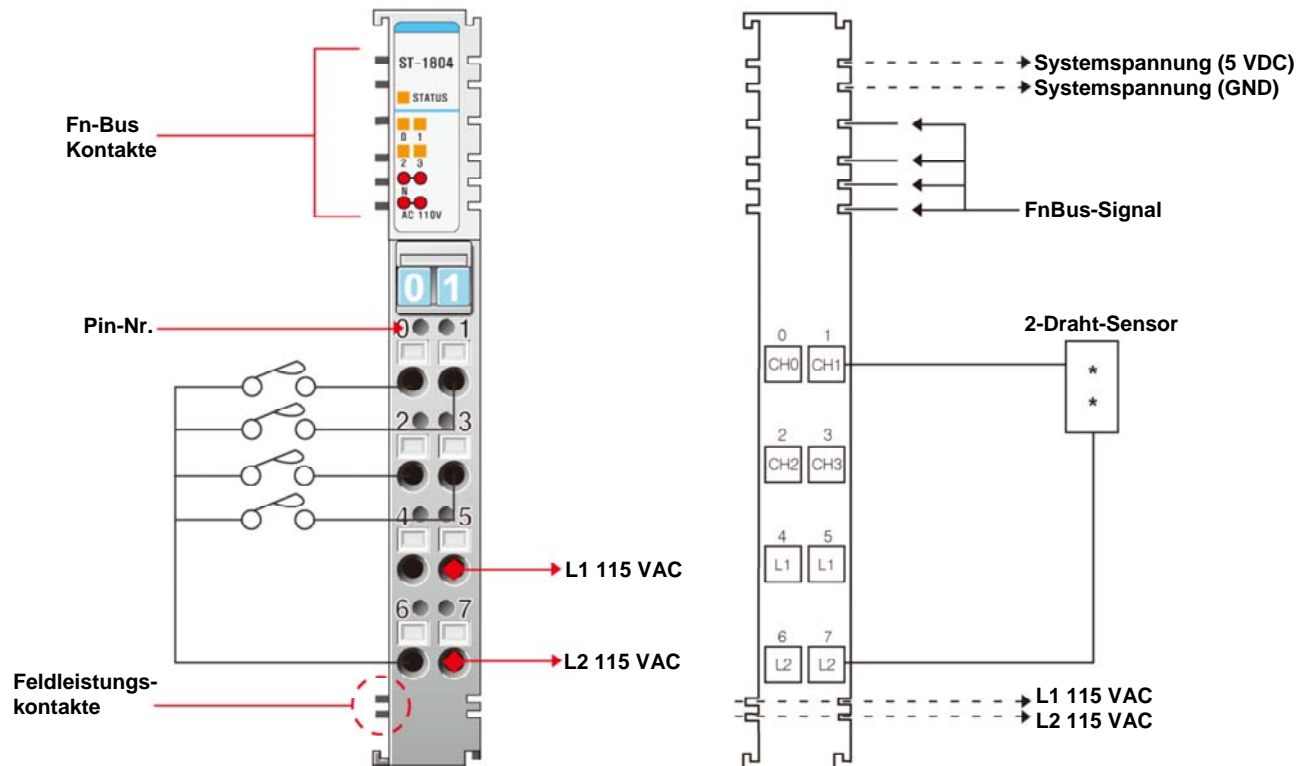 ST-1804
STATUS
0 1
2 3
N
AC 110V
Fn-Bus
Kontakte
0 1
Pin-Nr.
0 1
2 3
4 5
L1 115 VAC
6 7
L2 115 VAC
Feldleistungs-
kontakte
Systemspannung (5 VDC)
Systemspannung (GND)
FnBus-Signal
2-Draht-Sensor
* 
*
0 1
CH0 CH1
2 3
CH2 CH3
4 5
L1 L1
6 7
L2 L2
L1 115 VAC
L2 115 VAC